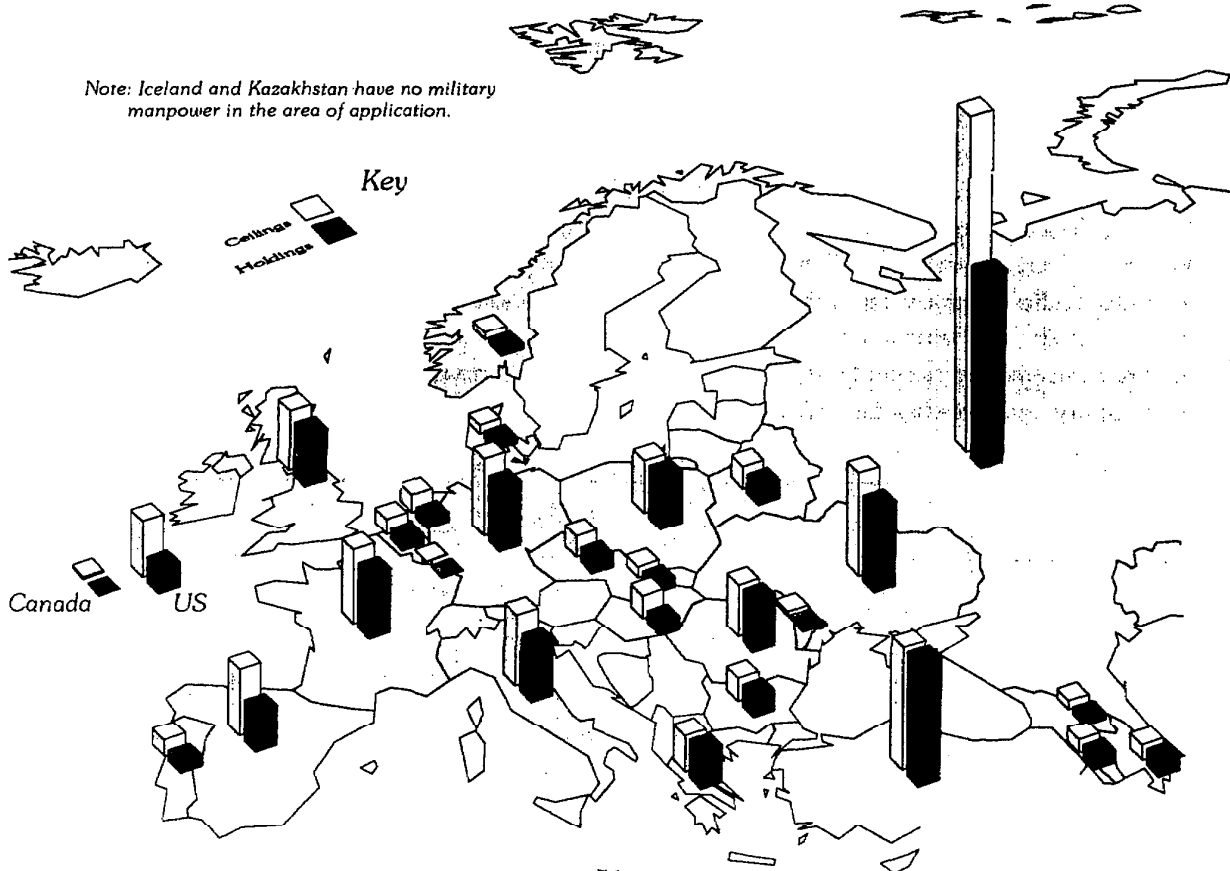 Note: Iceland and Kazakhstan have no military
manpower in the area of application.
Key
Ceilings
Holdings
Canada
US